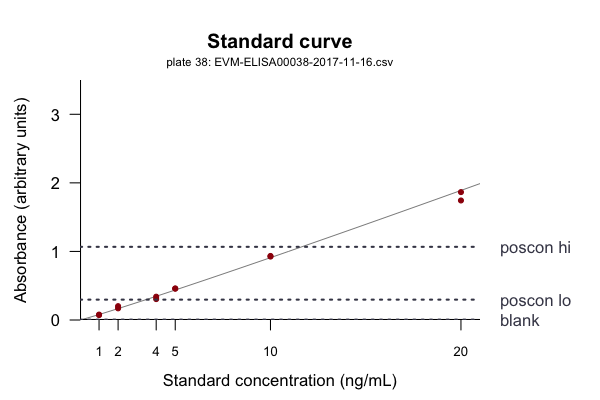 Standard curve
plate 38: EVM-ELISA00038-2017-11-16.csv
Absorbance (arbitrary units)
3
2
1
0
poscon hi
poscon lo
blank
1 2 4 5 10 20
Standard concentration (ng/mL)